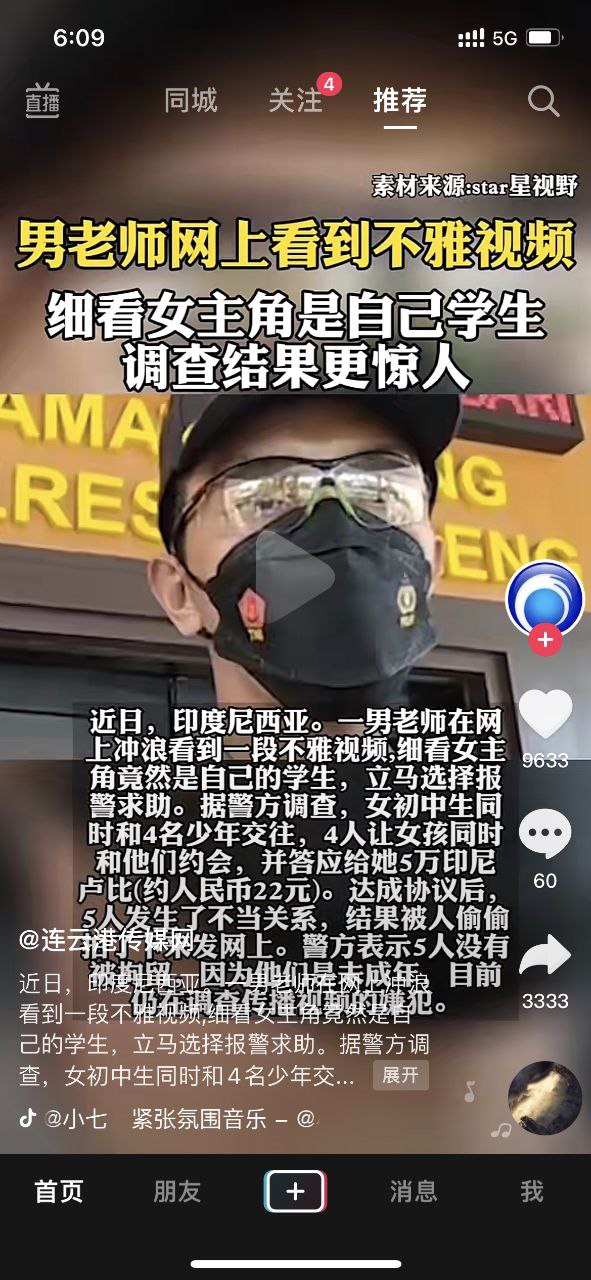 6:09
5G
直播
同城
关注
4
推荐
素材来源:star星视野
男老师网上看到不雅视频
细看女主角是自己学生
调查结果更惊人
AMA
NG
LRES
ENG
近日，印度尼西亚。一男老师在网
上冲浪看到一段不雅视频,细看女主
角竟然是自己的学生，立马选择报
警求助。据警方调查，女初中生同
时和4名少年交往，4人让女孩同时
和他们约会，并答应给她5万印尼
卢比(约人民币22元)。达成协议后，
5人发生了不当关系，结果被人偷偷
拍了下来发网上。警方表示5人没有
被拘留，因为他们是未成年，目前
仍在调查传播视频的嫌犯。
9633
60
3333
@连云港传媒网
近日，印度尼西亚。一男老师在网上冲浪
看到一段不雅视频,细看女主角竟然是自
己的学生，立马选择报警求助。据警方调
查，女初中生同时和４名少年交...
展开
@小七 紧张氛围音乐 – @
首页
朋友
消息
我